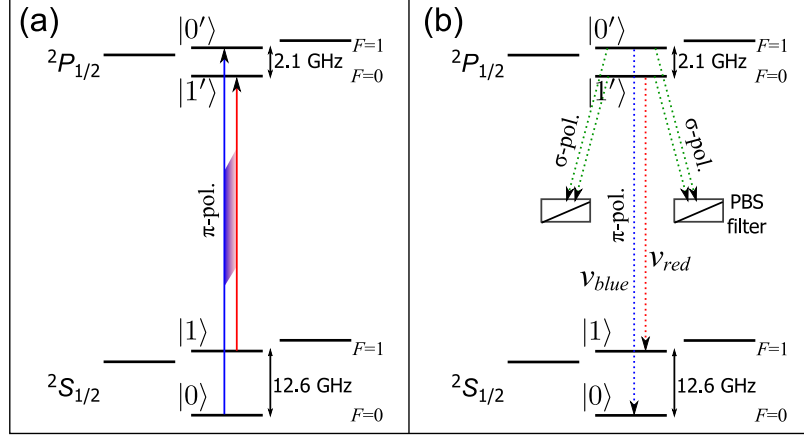 (a)
|0′⟩
²P₁/₂
F=1
2.1 GHz
F=0
|1′⟩
π-pol.
|1⟩
F=1
²S₁/₂
12.6 GHz
|0⟩
F=0
(b)
|0′⟩
²P₁/₂
F=1
2.1 GHz
F=0
|1′⟩
σ-pol.
σ-pol.
π-pol.
PBS
filter
ν_blue
ν_red
|1⟩
F=1
²S₁/₂
12.6 GHz
|0⟩
F=0